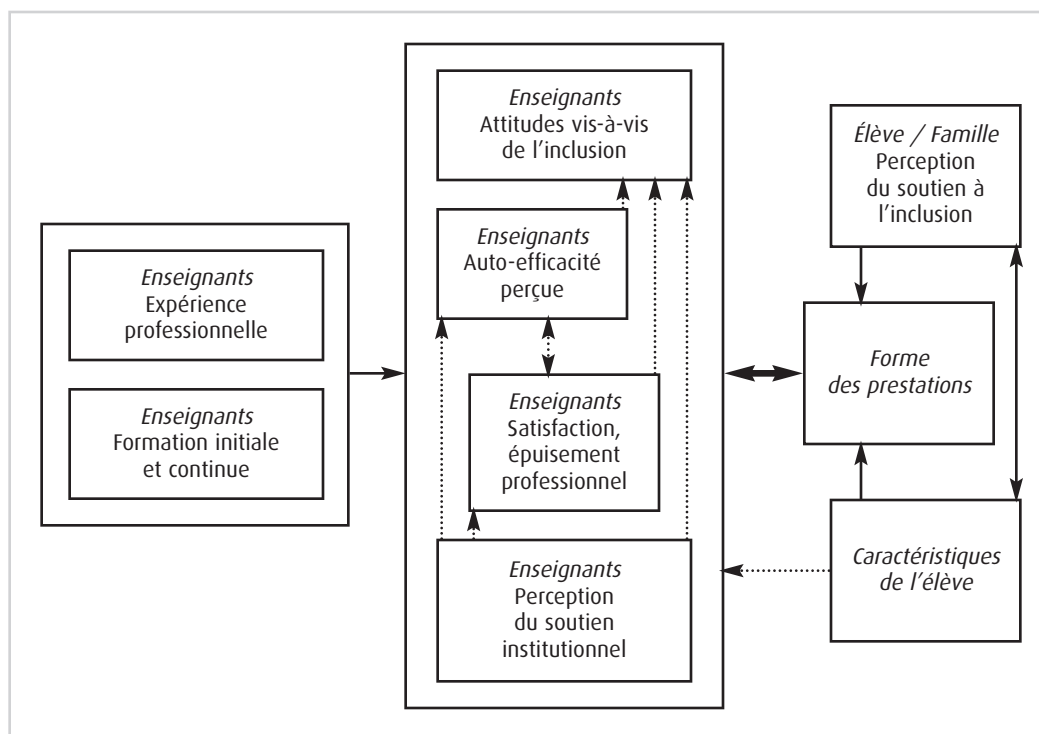 Enseignants
Expérience
professionnelle
Enseignants
Formation initiale
et continue
Enseignants
Attitudes vis-à-vis
de l’inclusion
Enseignants
Auto-efficacité
perçue
Enseignants
Satisfaction,
épuisement
professionnel
Enseignants
Perception
du soutien
institutionnel
Élève / Famille
Perception
du soutien à
l’inclusion
Forme
des prestations
Caractéristiques
de l’élève